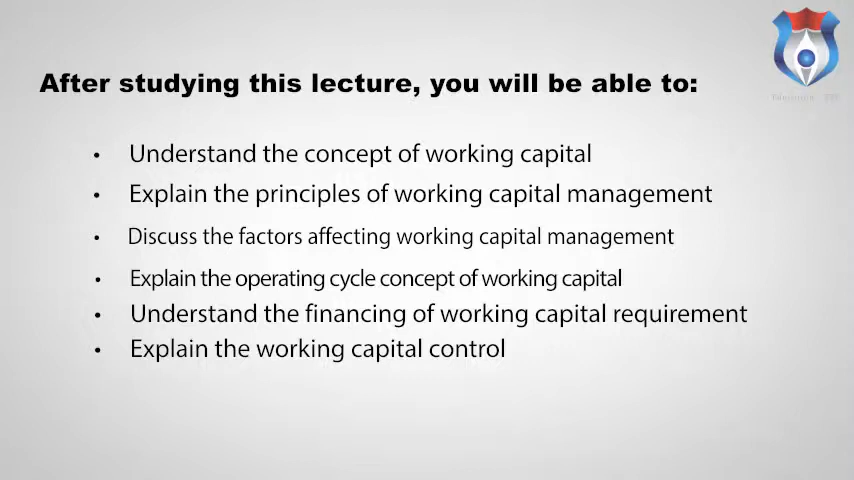 After studying this lecture, you will be able to:
• Understand the concept of working capital
• Explain the principles of working capital management
• Discuss the factors affecting working capital management
• Explain the operating cycle concept of working capital
• Understand the financing of working capital requirement
• Explain the working capital control